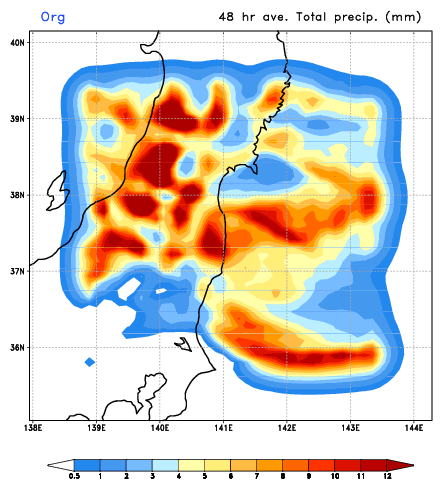 Org
48 hr ave. Total precip. (mm)
40N
39N
38N
37N
36N
138E 139E 140E 141E 142E 143E 144E
0.5 1 2 3 4 5 6 7 8 9 10 11 12